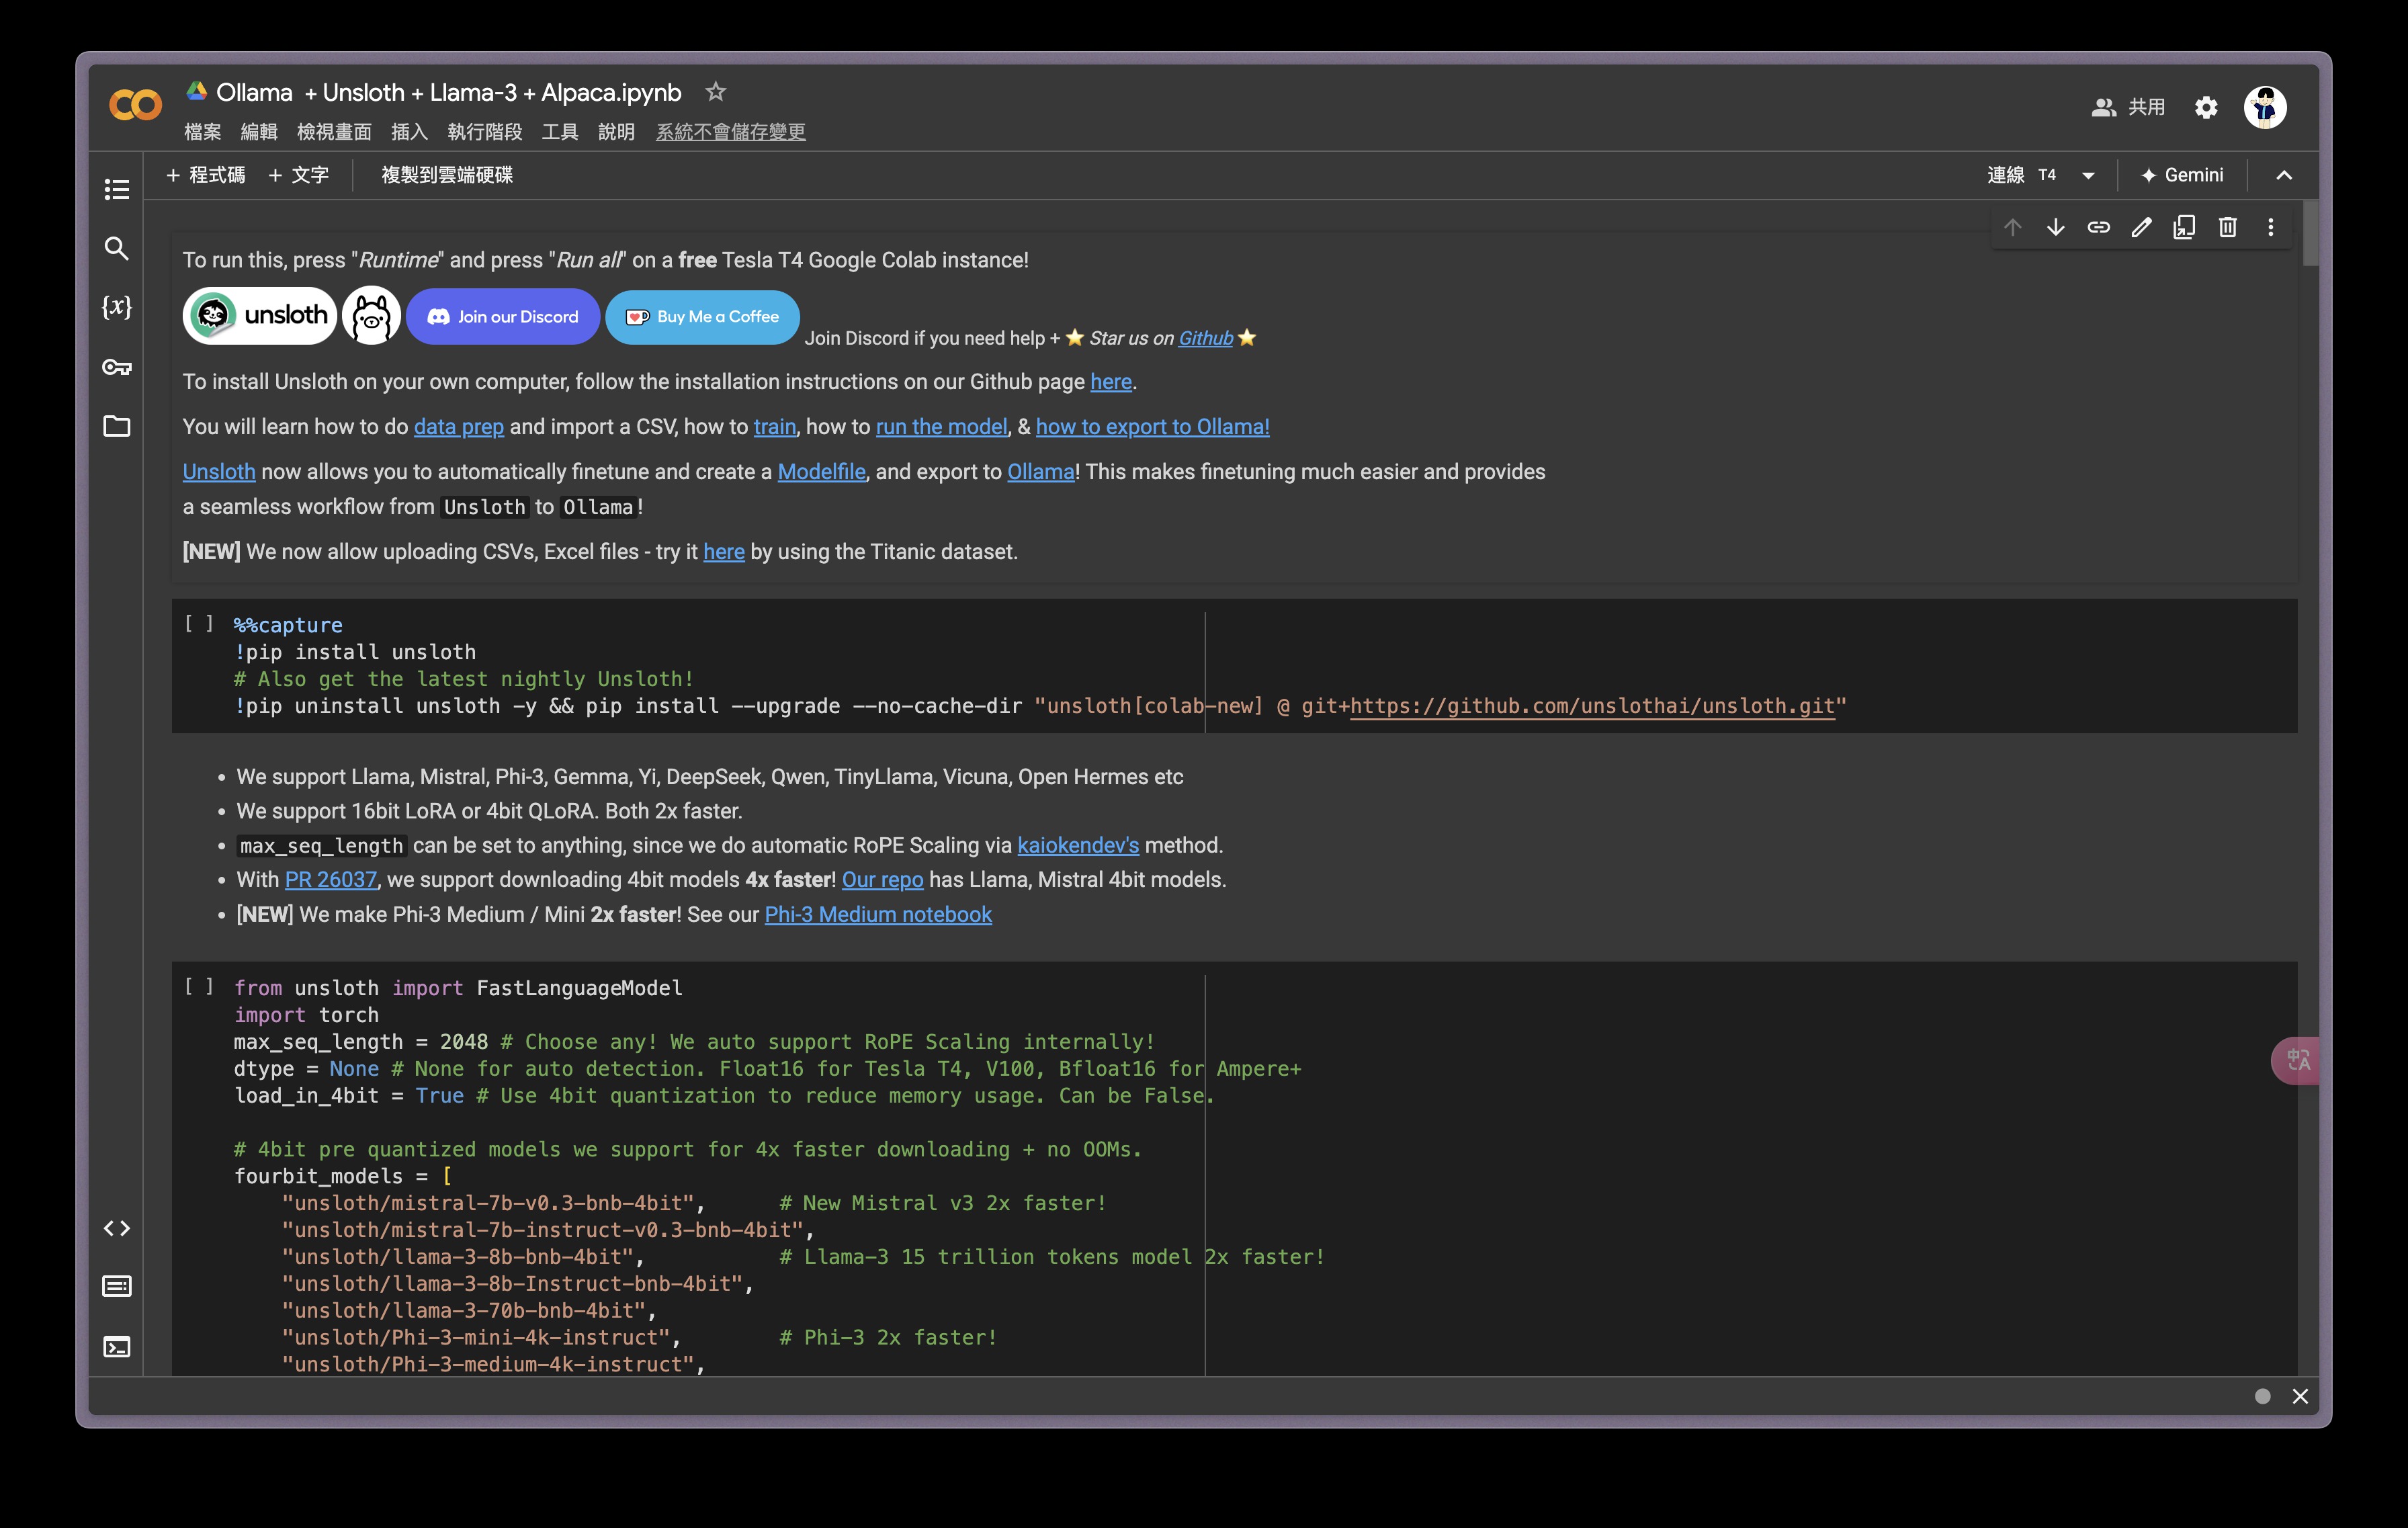 Ollama + Unsloth + Llama-3 + Alpaca.ipynb
檔案 編輯 檢視畫面 插入 執行階段 工具 說明 系統不會儲存變更
共用
+ 程式碼 + 文字 複製到雲端硬碟
連線 T4 Gemini
To run this, press "Runtime" and press "Run all" on a free Tesla T4 Google Colab instance!
unsloth Join our Discord Buy Me a Coffee Join Discord if you need help + ⭐ Star us on Github ⭐
To install Unsloth on your own computer, follow the installation instructions on our Github page here.
You will learn how to do data prep and import a CSV, how to train, how to run the model, & how to export to Ollama!
Unsloth now allows you to automatically finetune and create a Modelfile, and export to Ollama! This makes finetuning much easier and provides
a seamless workflow from Unsloth to Ollama!
[NEW] We now allow uploading CSVs, Excel files - try it here by using the Titanic dataset.
[ ] %%capture
!pip install unsloth
# Also get the latest nightly Unsloth!
!pip uninstall unsloth -y && pip install --upgrade --no-cache-dir "unsloth[colab-new] @ git+https://github.com/unslothai/unsloth.git"
• We support Llama, Mistral, Phi-3, Gemma, Yi, DeepSeek, Qwen, TinyLlama, Vicuna, Open Hermes etc
• We support 16bit LoRA or 4bit QLoRA. Both 2x faster.
• max_seq_length can be set to anything, since we do automatic RoPE Scaling via kaiokendev's method.
• With PR 26037, we support downloading 4bit models 4x faster! Our repo has Llama, Mistral 4bit models.
• [NEW] We make Phi-3 Medium / Mini 2x faster! See our Phi-3 Medium notebook
[ ] from unsloth import FastLanguageModel
import torch
max_seq_length = 2048 # Choose any! We auto support RoPE Scaling internally!
dtype = None # None for auto detection. Float16 for Tesla T4, V100, Bfloat16 for Ampere+
load_in_4bit = True # Use 4bit quantization to reduce memory usage. Can be False.
# 4bit pre quantized models we support for 4x faster downloading + no OOMs.
fourbit_models = [
"unsloth/mistral-7b-v0.3-bnb-4bit", # New Mistral v3 2x faster!
"unsloth/mistral-7b-instruct-v0.3-bnb-4bit",
"unsloth/llama-3-8b-bnb-4bit", # Llama-3 15 trillion tokens model 2x faster!
"unsloth/llama-3-8b-Instruct-bnb-4bit",
"unsloth/llama-3-70b-bnb-4bit",
"unsloth/Phi-3-mini-4k-instruct", # Phi-3 2x faster!
"unsloth/Phi-3-medium-4k-instruct",